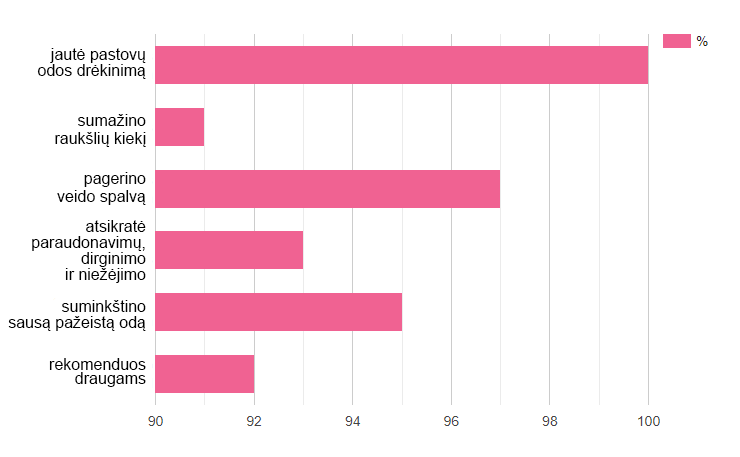 jautė pastovų
odos drėkinimą
sumažino
raukšlių kiekį
pagerino
veido spalvą
atsikratė
paraudonavimų,
dirginimo
ir niežėjimo
suminkštino
sausą pažeistą odą
rekomenduos
draugams
90 92 94 96 98 100
%